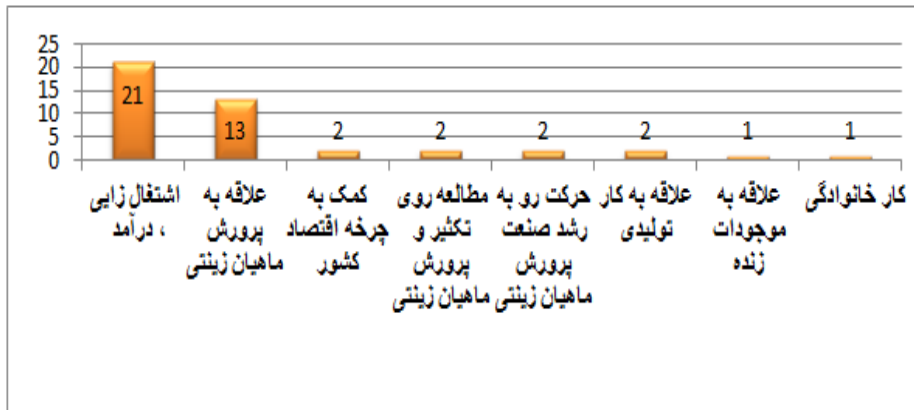 25
20
15
10
5
0
21
13
2
2
2
2
1
1
اشتغال زایی
، درآمد
علاقه به
پرورش
ماهیان زینتی
کمک به
چرخه اقتصاد
کشور
مطالعه روی
تکثیر و
پرورش
ماهیان زینتی
حرکت رو به
رشد صنعت
پرورش
ماهیان زینتی
علاقه به کار
تولیدی
علاقه به
موجودات
زنده
کار خانوادگی